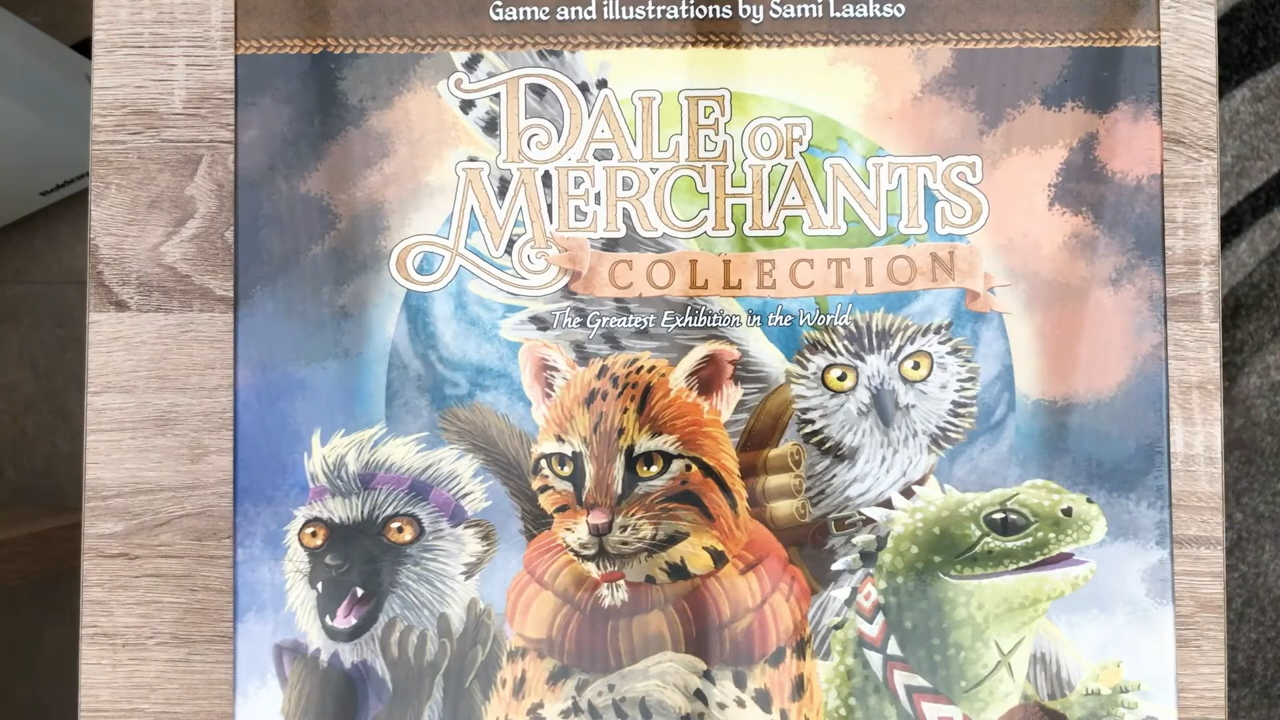 Game and illustrations by Sami Laakso
DALE OF
MERCHANTS
COLLECTION
The Greatest Exhibition in the World